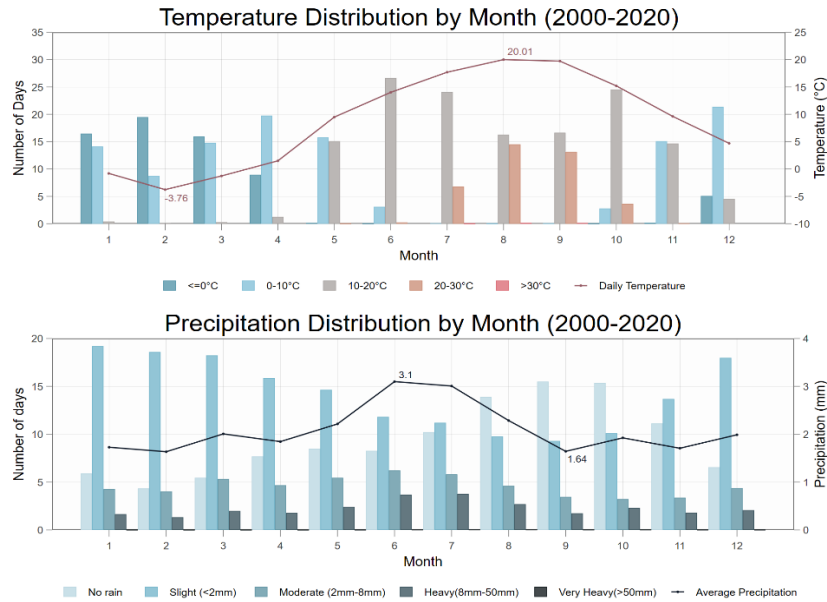 Temperature Distribution by Month (2000-2020)
Number of Days
35
30
25
20
15
10
5
0
-3.76
20.01
25
20
15
10
5
0
-5
-10
Temperature (°C)
1 2 3 4 5 6 7 8 9 10 11 12
Month
<=0°C 0-10°C 10-20°C 20-30°C >30°C Daily Temperature
Precipitation Distribution by Month (2000-2020)
Number of days
20
15
10
5
0
3.1
1.64
4
3
2
1
0
Precipitation (mm)
1 2 3 4 5 6 7 8 9 10 11 12
Month
No rain Slight (<2mm) Moderate (2mm-8mm) Heavy(8mm-50mm) Very Heavy(>50mm) Average Precipitation